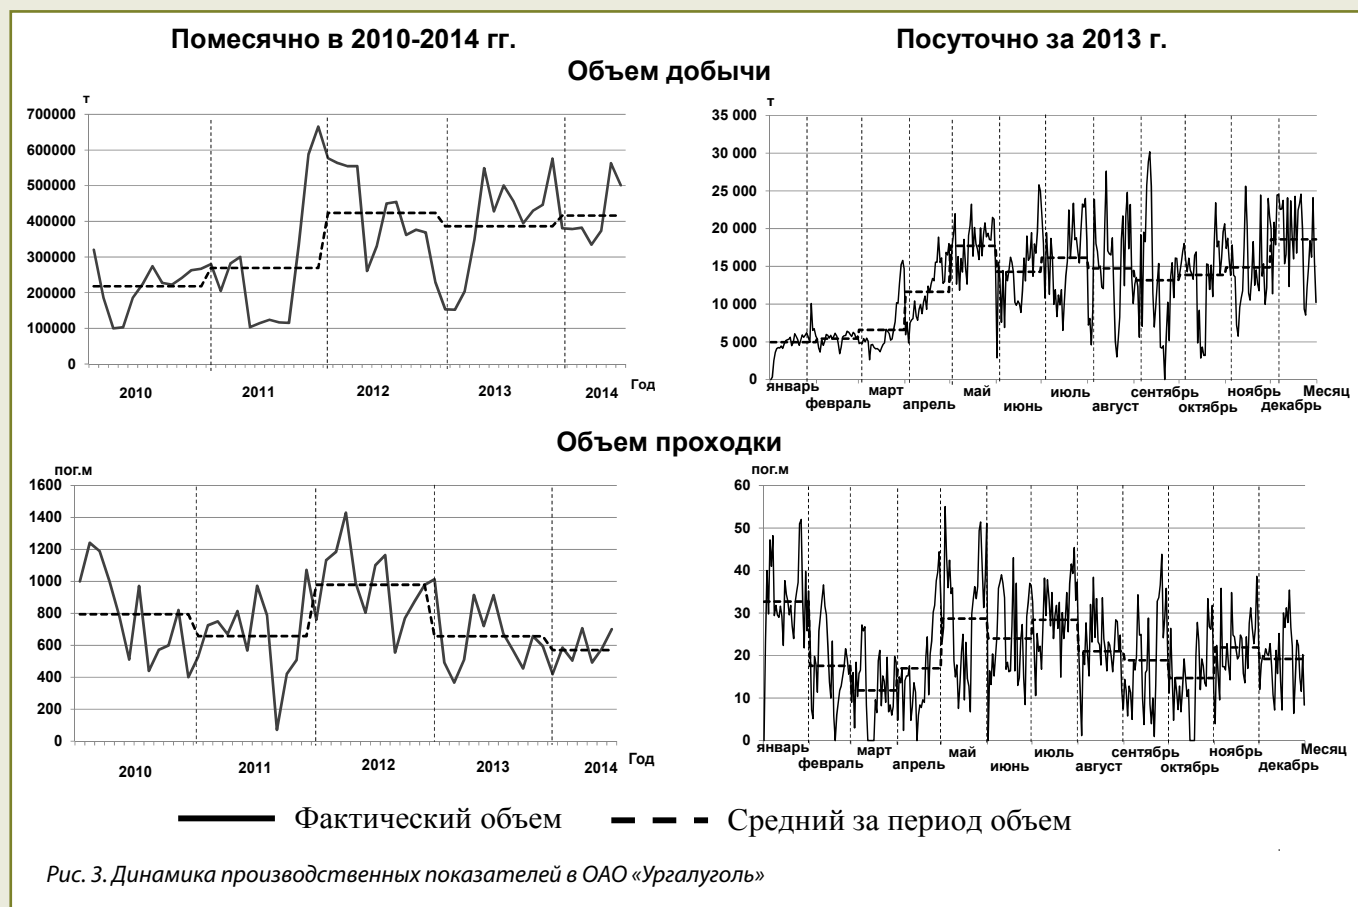 Помесячно в 2010-2014 гг.
Посуточно за 2013 г.
Объем добычи
т
700000
600000
500000
400000
300000
200000
100000
0
2010
2011
2012
2013
2014
Год
т
35 000
30 000
25 000
20 000
15 000
10 000
5 000
0
январь
февраль
март
апрель
май
июнь
июль
август
сентябрь
октябрь
ноябрь
декабрь
Месяц
Объем проходки
пог.м
1600
1400
1200
1000
800
600
400
200
0
2010
2011
2012
2013
2014
Год
пог.м
60
50
40
30
20
10
0
январь
февраль
март
апрель
май
июнь
июль
август
сентябрь
октябрь
ноябрь
декабрь
Месяц
Фактический объем
Средний за период объем
Рис. 3. Динамика производственных показателей в ОАО «Ургалуголь»